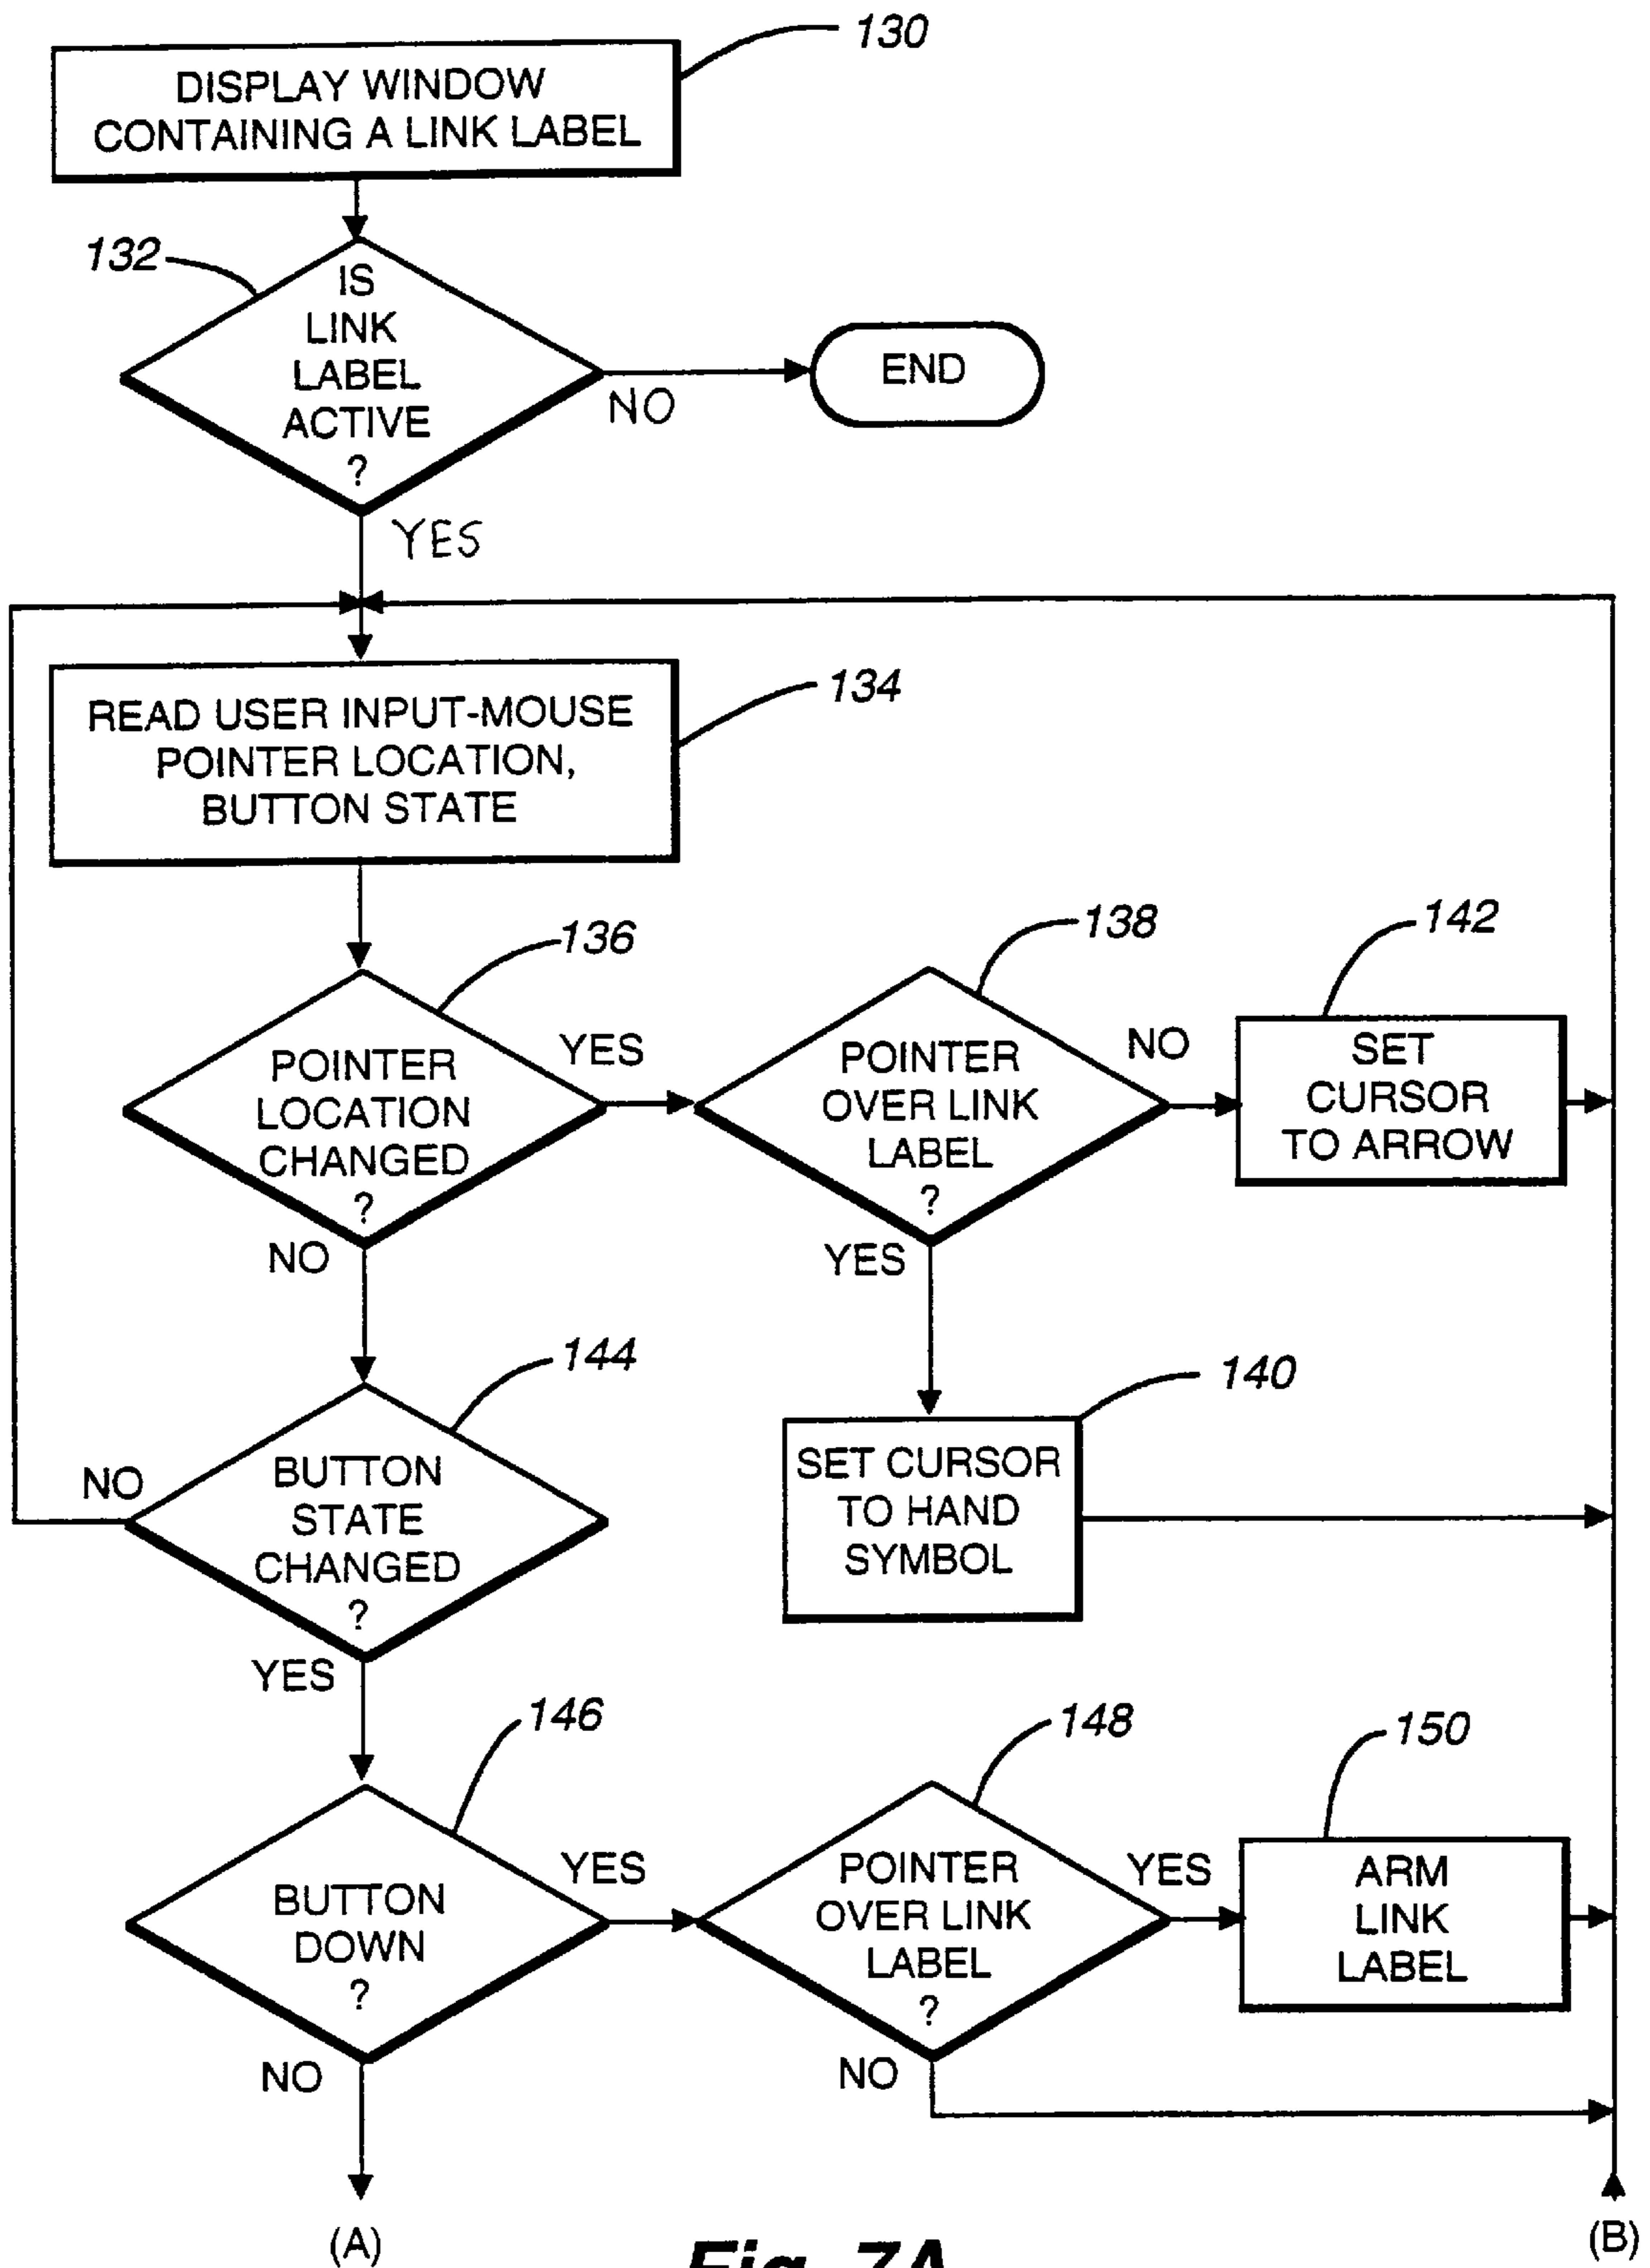 130
DISPLAY WINDOW
CONTAINING A LINK LABEL
132
IS
LINK
LABEL
ACTIVE
?
NO
END
YES
134
READ USER INPUT-MOUSE
POINTER LOCATION,
BUTTON STATE
136
POINTER
LOCATION
CHANGED
?
YES
NO
138
POINTER
OVER LINK
LABEL
?
NO
YES
142
SET
CURSOR
TO ARROW
140
SET CURSOR
TO HAND
SYMBOL
144
BUTTON
STATE
CHANGED
?
NO
YES
146
BUTTON
DOWN
?
YES
NO
148
POINTER
OVER LINK
LABEL
?
YES
NO
150
ARM
LINK
LABEL
(A)
Fig. 7A
(B)